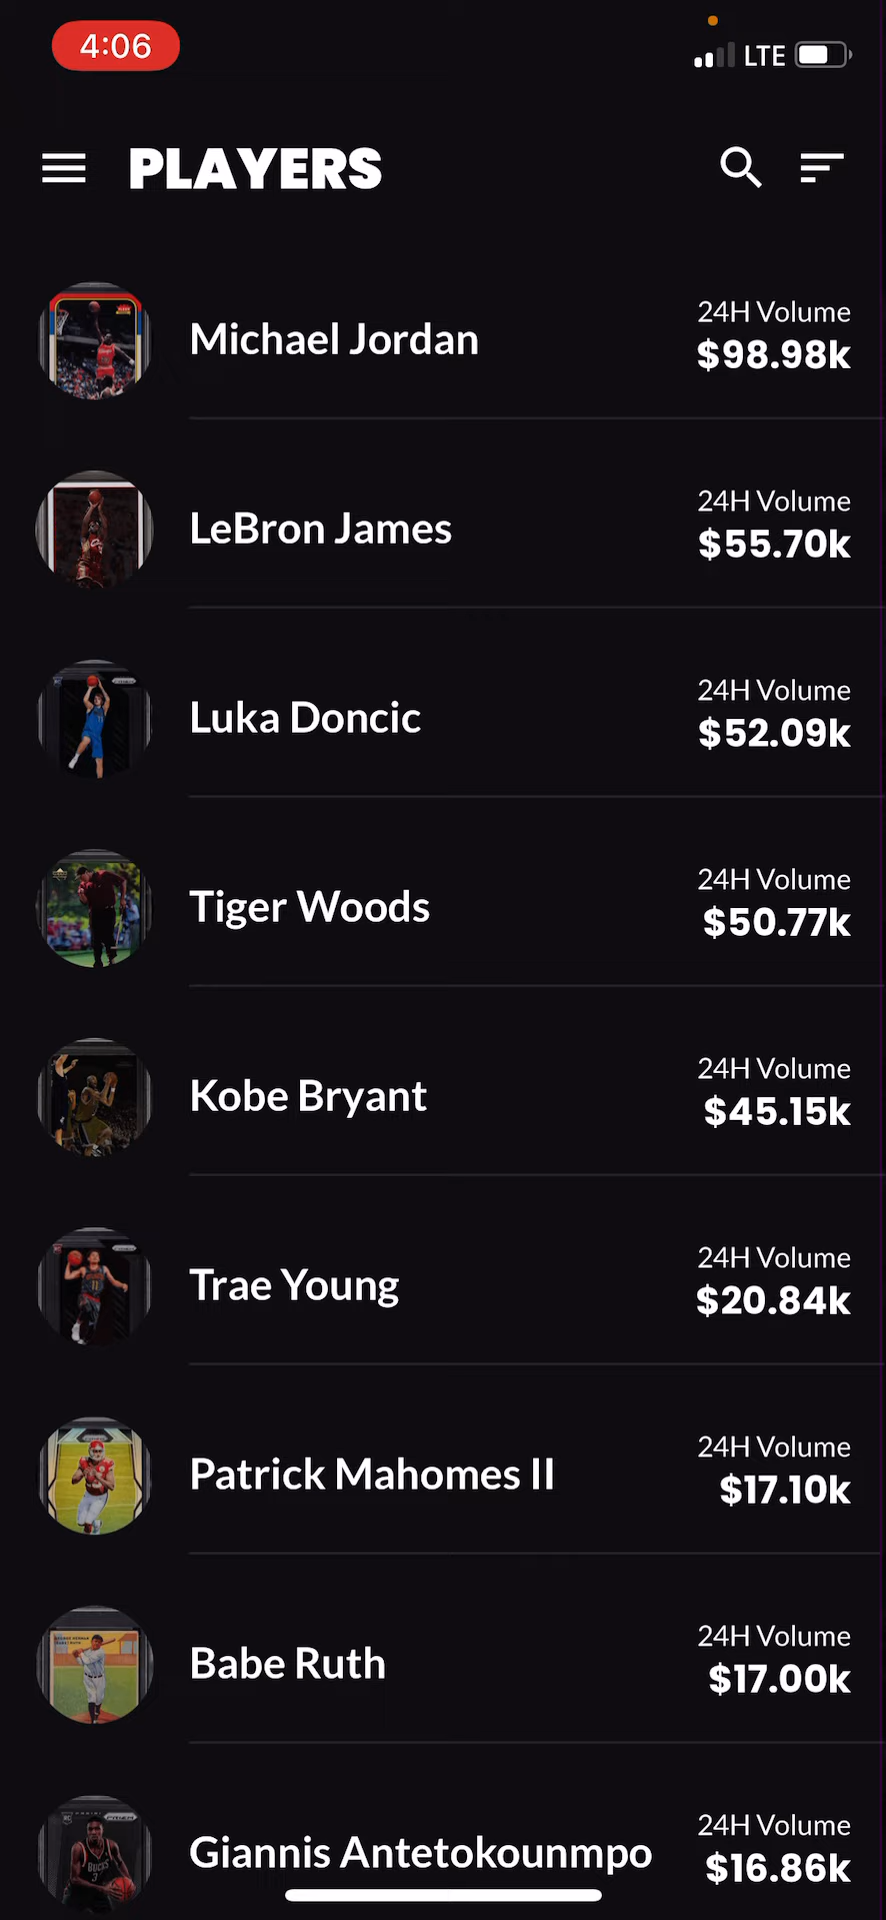 4:06
LTE
PLAYERS
Michael Jordan
24H Volume
$98.98k
LeBron James
24H Volume
$55.70k
Luka Doncic
24H Volume
$52.09k
Tiger Woods
24H Volume
$50.77k
Kobe Bryant
24H Volume
$45.15k
Trae Young
24H Volume
$20.84k
Patrick Mahomes II
24H Volume
$17.10k
Babe Ruth
24H Volume
$17.00k
Giannis Antetokounmpo
24H Volume
$16.86k